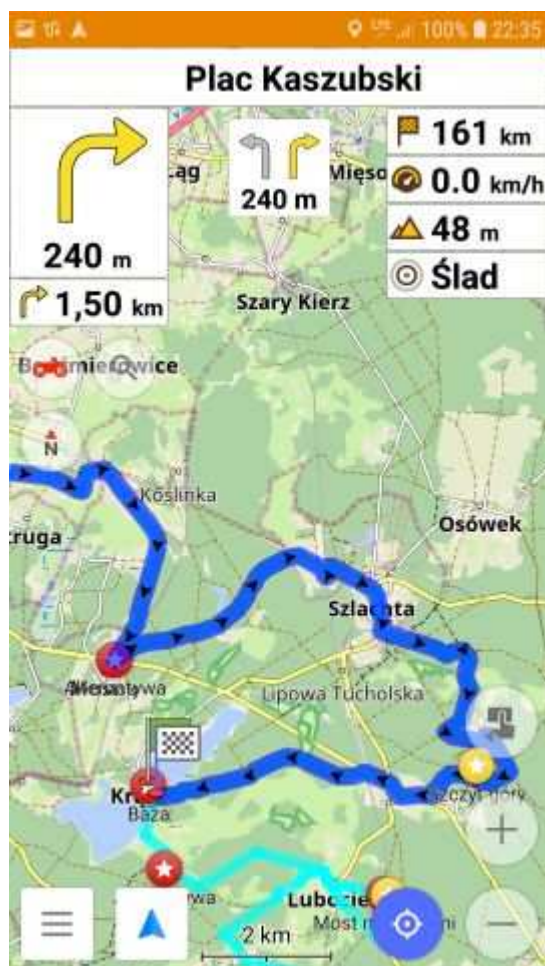 100% 22:35
Plac Kaszubski
240 m
1,50 km
240 m
161 km
0.0 km/h
48 m
Ślad
Szary Kierz
N
Koślinka
Osówek
Szlachta
Lipowa Tucholska
Baza
2 km